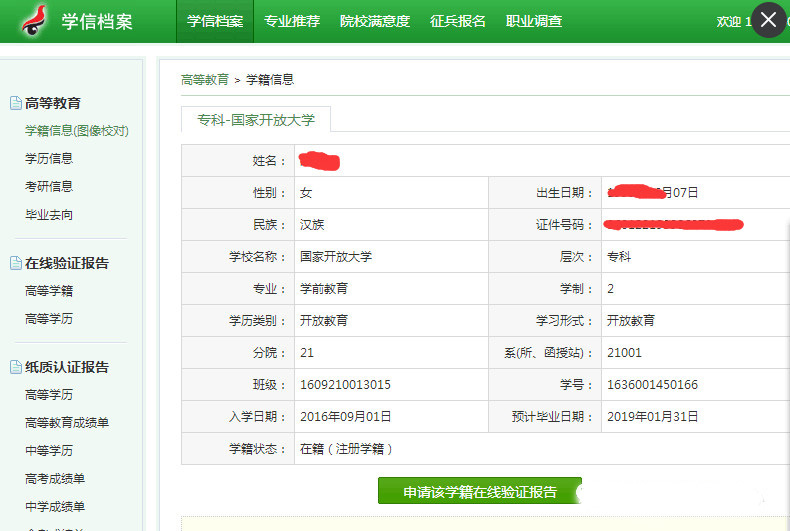 学信档案
学信档案 专业推荐 院校满意度 征兵报名 职业调查
欢迎 1
高等教育
学籍信息(图像校对)
学历信息
考研信息
毕业去向
在线验证报告
高等学籍
高等学历
纸质认证报告
高等学历
高等教育成绩单
中等学历
高考成绩单
中学成绩单
高等教育 > 学籍信息
专科-国家开放大学
姓名：
性别： 女 出生日期： 月07日
民族： 汉族 证件号码：
学校名称： 国家开放大学 层次： 专科
专业： 学前教育 学制： 2
学历类别： 开放教育 学习形式： 开放教育
分院： 21 系(所、函授站)： 21001
班级： 1609210013015 学号： 1636001450166
入学日期： 2016年09月01日 预计毕业日期： 2019年01月31日
学籍状态： 在籍（注册学籍）
申请该学籍在线验证报告